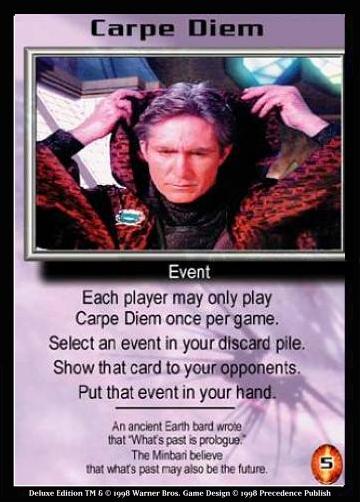 Carpe Diem
Event
Each player may only play
Carpe Diem once per game.
Select an event in your discard pile.
Show that card to your opponents.
Put that event in your hand.
An ancient Earth bard wrote
that "What's past is prologue."
The Minbari believe
that what's past may also be the future.
5
Deluxe Edition TM & © 1998 Warner Bros. Game Design © 1998 Precedence Publish